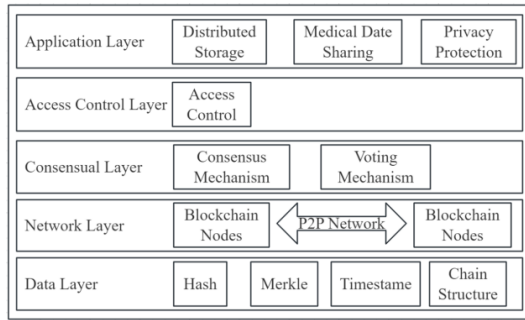 Application Layer
Distributed
Storage
Medical Date
Sharing
Privacy
Protection
Access Control Layer
Access
Control
Consensual Layer
Consensus
Mechanism
Voting
Mechanism
Network Layer
Blockchain
Nodes
P2P Network
Blockchain
Nodes
Data Layer
Hash
Merkle
Timestame
Chain
Structure